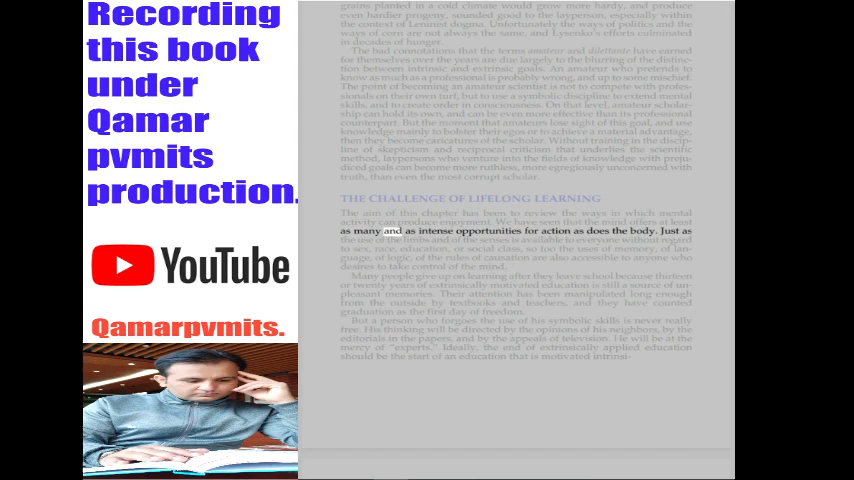 Recording
this book
under
Qamar
pvmits
production.
YouTube
Qamarpvmits.
grains planted in a cold climate would grow more hardy, and produce
even hardier progeny, sounded good to the layperson, especially within
the context of Leninist dogma. Unfortunately the ways of politics and the
ways of corn are not always the same, and Lysenko's efforts culminated
in decades of hunger.
The bad connotations that the terms amateur and dilettante have earned
for themselves over the years are due largely to the blurring of the distinc-
tion between intrinsic and extrinsic goals. An amateur who pretends to
know as much as a professional is probably wrong, and up to some mischief.
The point of becoming an amateur scientist is not to compete with profes-
sionals on their own turf, but to use a symbolic discipline to extend mental
skills, and to create order in consciousness. On that level, amateur scholar-
ship can hold its own, and can be even more effective than its professional
counterpart. But the moment that amateurs lose sight of this goal, and use
knowledge mainly to bolster their egos or to achieve a material advantage,
then they become caricatures of the scholar. Without training in the discip-
line of skepticism and reciprocal criticism that underlies the scientific
method, laypersons who venture into the fields of knowledge with preju-
diced goals can become more ruthless, more egregiously unconcerned with
truth, than even the most corrupt scholar.
THE CHALLENGE OF LIFELONG LEARNING
The aim of this chapter has been to review the ways in which mental
activity can produce enjoyment. We have seen that the mind offers at least
as many and as intense opportunities for action as does the body. Just as
the use of the limbs and of the senses is available to everyone without regard
to sex, race, education, or social class, so too the uses of memory, of lan-
guage, of logic, of the rules of causation are also accessible to anyone who
desires to take control of the mind.
Many people give up on learning after they leave school because thirteen
or twenty years of extrinsically motivated education is still a source of un-
pleasant memories. Their attention has been manipulated long enough
from the outside by textbooks and teachers, and they have counted
graduation as the first day of freedom.
But a person who forgoes the use of his symbolic skills is never really
free. His thinking will be directed by the opinions of his neighbors, by the
editorials in the papers, and by the appeals of television. He will be at the
mercy of "experts." Ideally, the end of extrinsically applied education
should be the start of an education that is motivated intrinsi-